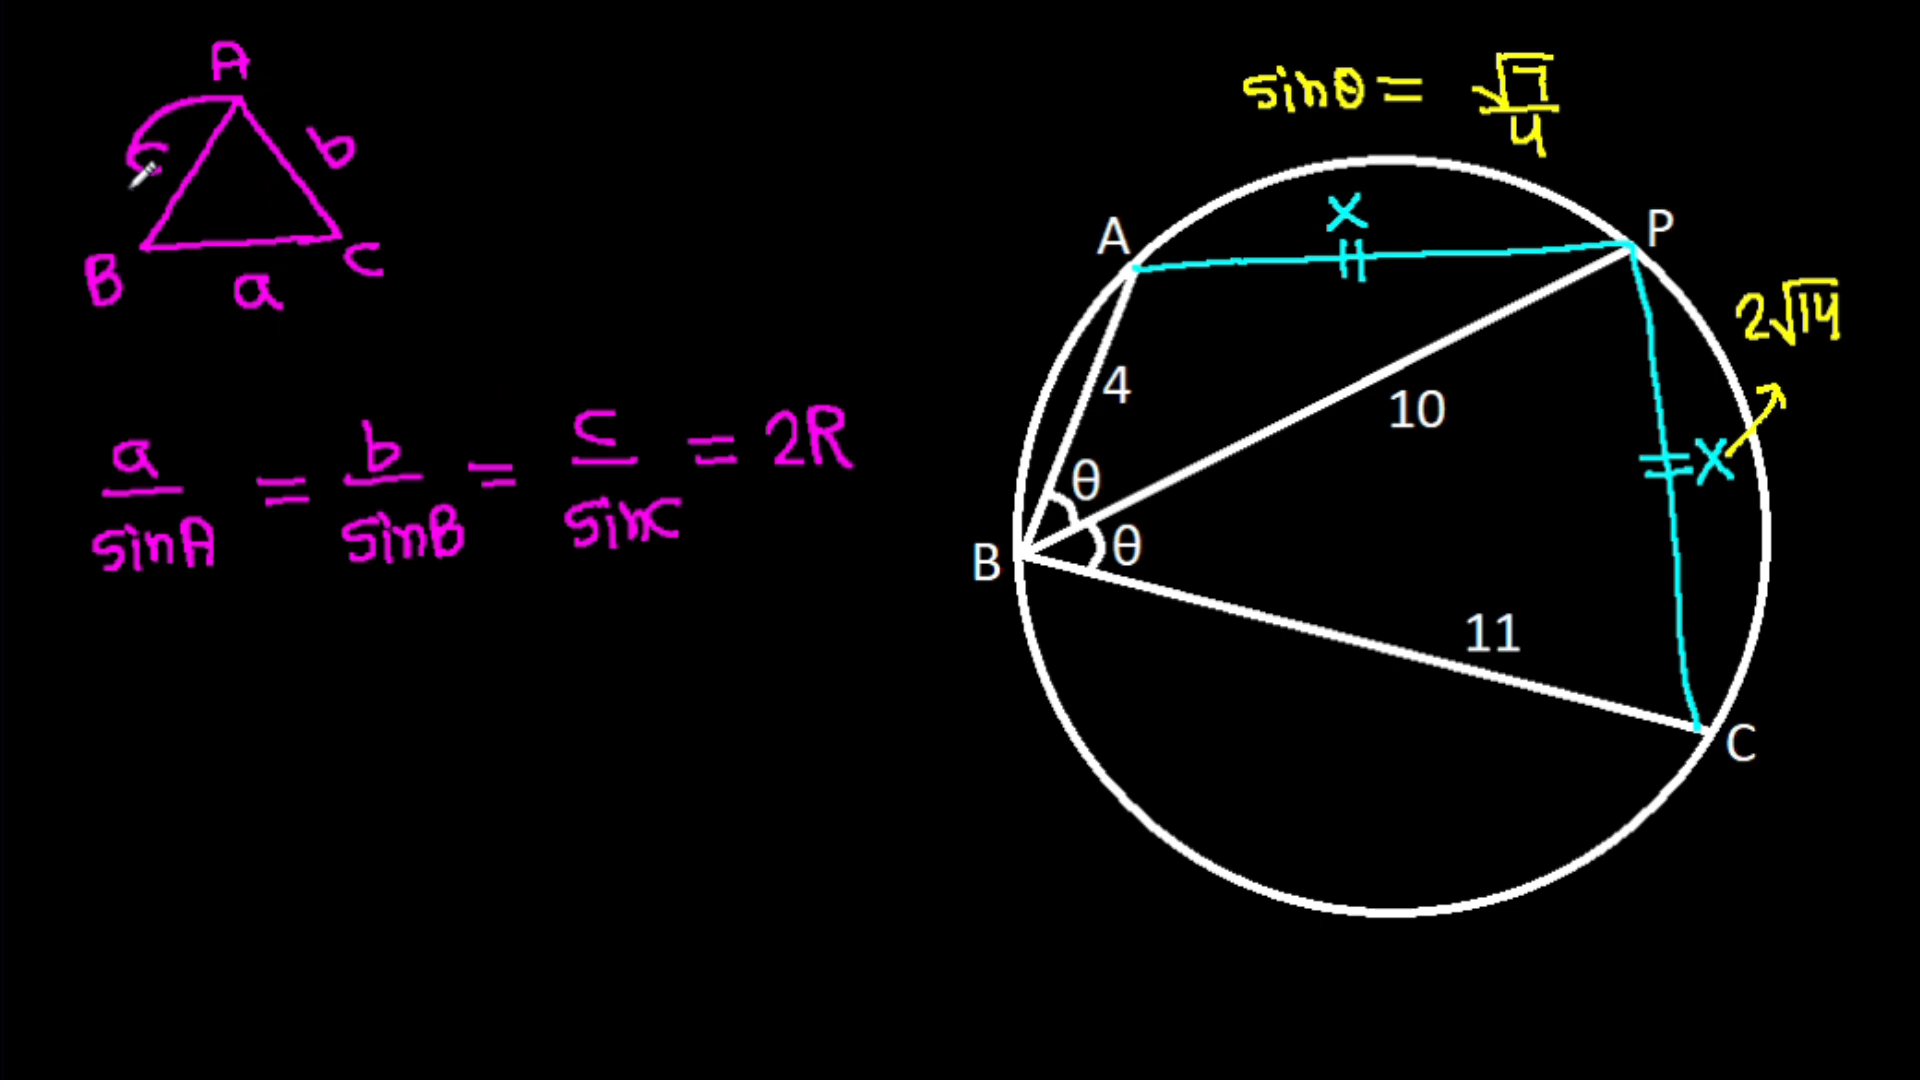 A
b
c
B
C
a
a/sinA = b/sinB = c/sinC = 2R
sinθ = √7/4
x
A
P
2√14
4
10
x
θ
θ
B
11
C